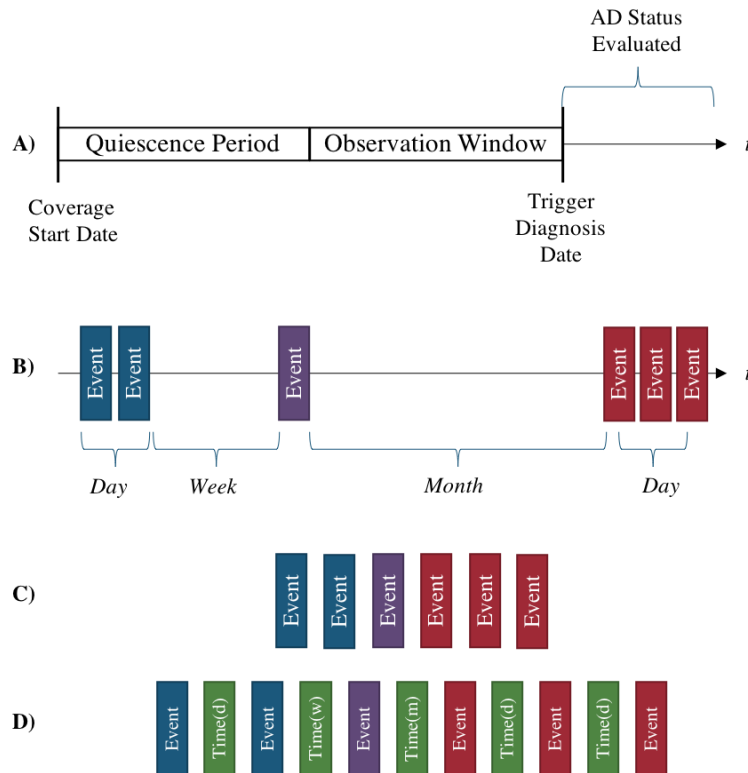 AD Status
Evaluated
A)
Quiescence Period
Observation Window
t
Coverage
Start Date
Trigger
Diagnosis
Date
B)
Event
Event
Event
Event
Event
Event
t
Day
Week
Month
Day
C)
Event
Event
Event
Event
Event
Event
D)
Event
Time(d)
Event
Time(w)
Event
Time(m)
Event
Time(d)
Event
Time(d)
Event